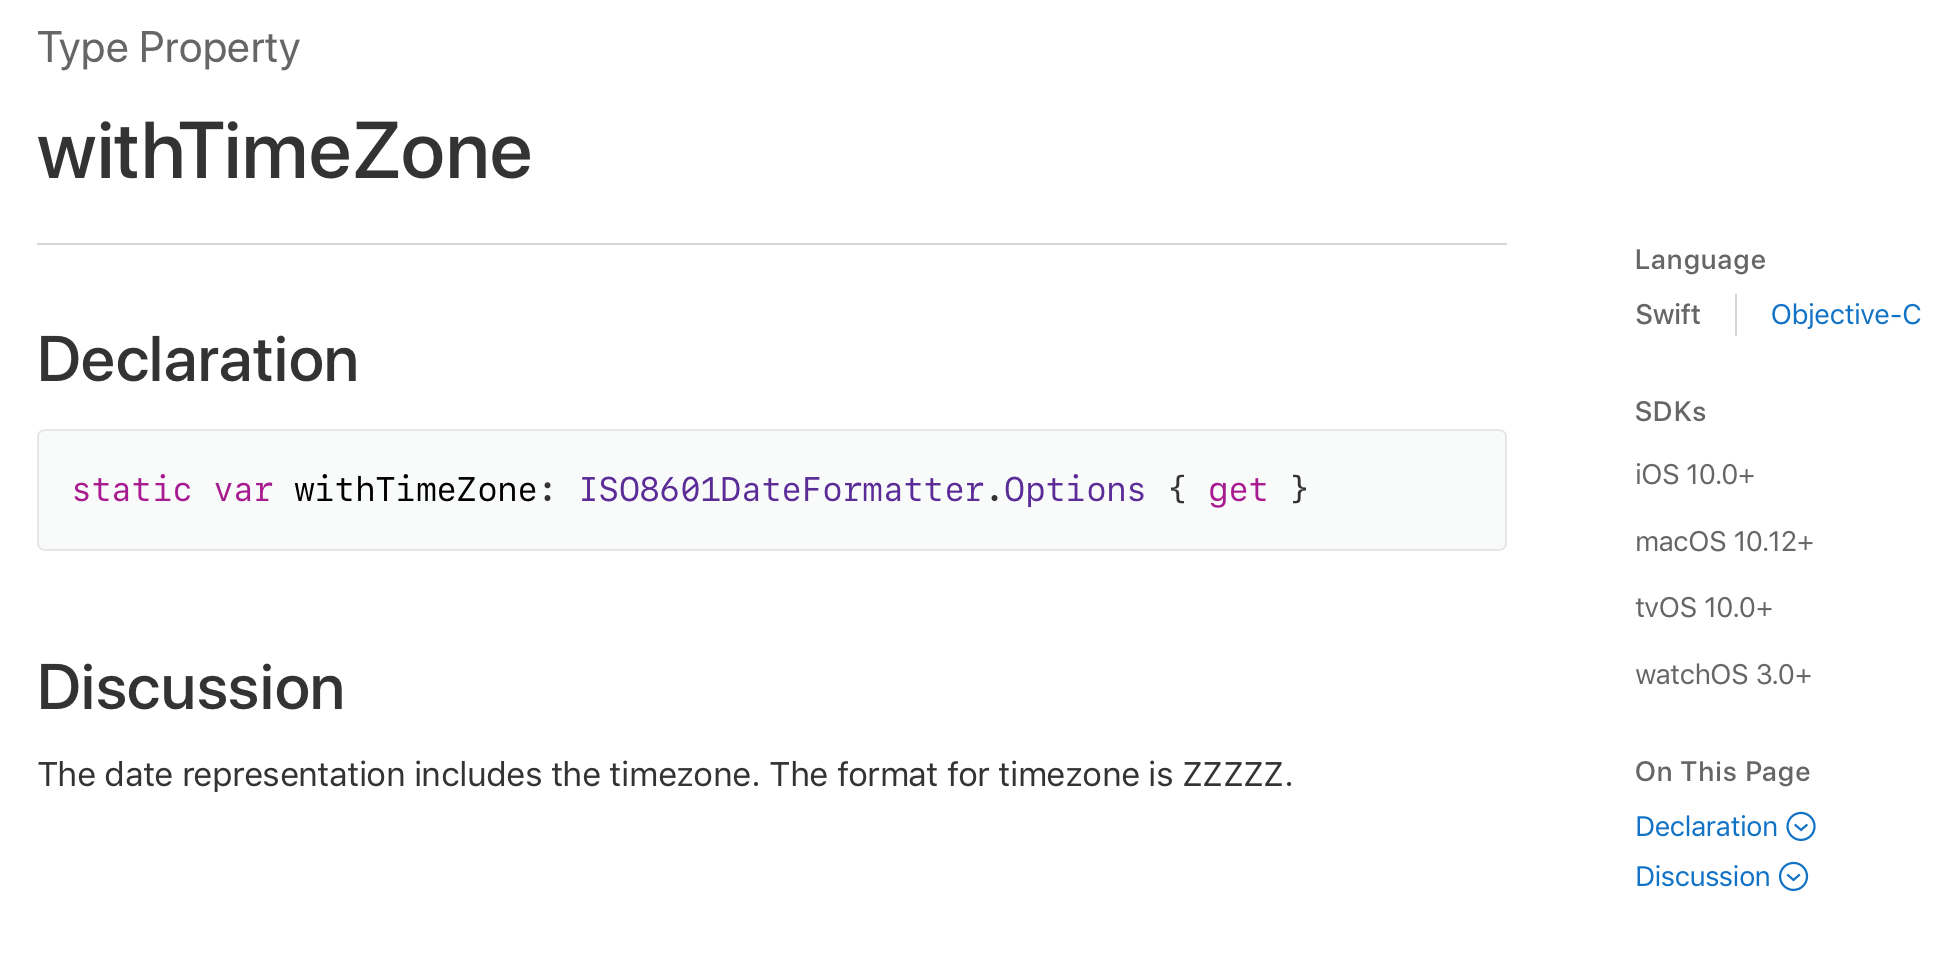 Type Property
withTimeZone
Declaration
static var withTimeZone: ISO8601DateFormatter.Options { get }
Discussion
The date representation includes the timezone. The format for timezone is ZZZZZ.
Language
Swift
Objective-C
SDKs
iOS 10.0+
macOS 10.12+
tvOS 10.0+
watchOS 3.0+
On This Page
Declaration
Discussion